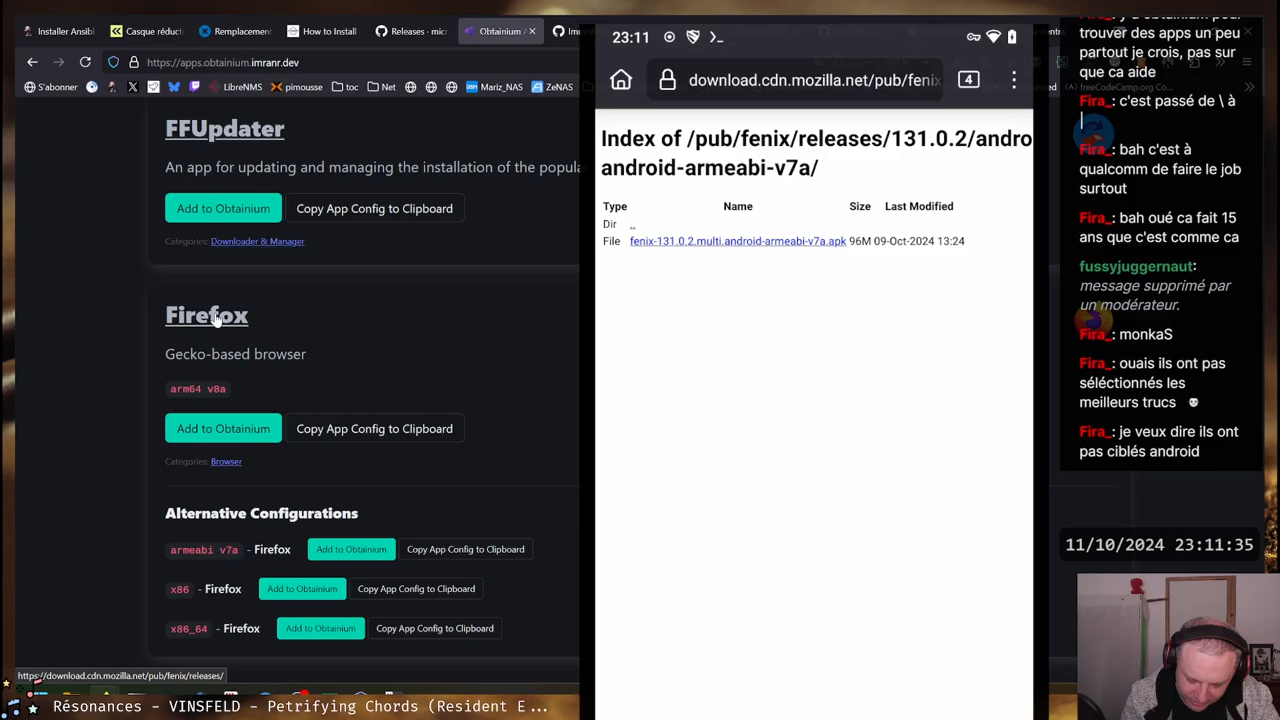 Installer Ansibl
Casque réduct
Remplacement
How to Install
Releases · micr
Obtainium /
https://apps.obtainium.imranr.dev
S'abonner
LibreNMS
pimousse
toc
Net
Mariz_NAS
ZeNAS
FFUpdater
An app for updating and managing the installation of the popula
Add to Obtainium
Copy App Config to Clipboard
Categories: Downloader & Manager
Firefox
Gecko-based browser
arm64 v8a
Add to Obtainium
Copy App Config to Clipboard
Categories: Browser
Alternative Configurations
armeabi v7a - Firefox Add to Obtainium Copy App Config to Clipboard
x86 - Firefox Add to Obtainium Copy App Config to Clipboard
x86_64 - Firefox Add to Obtainium Copy App Config to Clipboard
https://download.cdn.mozilla.net/pub/fenix/releases/
Résonances - VINSFELD - Petrifying Chords (Resident E...
23:11
download.cdn.mozilla.net/pub/fenix
4
Index of /pub/fenix/releases/131.0.2/andro
android-armeabi-v7a/
Type Name Size Last Modified
Dir ..
File fenix-131.0.2.multi.android-armeabi-v7a.apk 96M 09-Oct-2024 13:24
trouver des apps un peu
partout je crois, pas sur
que ca aide
Fira_: c'est passé de \ à
|
Fira_: bah c'est à
qualcomm de faire le job
surtout
Fira_: bah oué ca fait 15
ans que c'est comme ca
fussyjuggernaut:
message supprimé par
un modérateur.
Fira_: monkaS
Fira_: ouais ils ont pas
séléctionnés les
meilleurs trucs
Fira_: je veux dire ils ont
pas ciblés android
11/10/2024 23:11:35